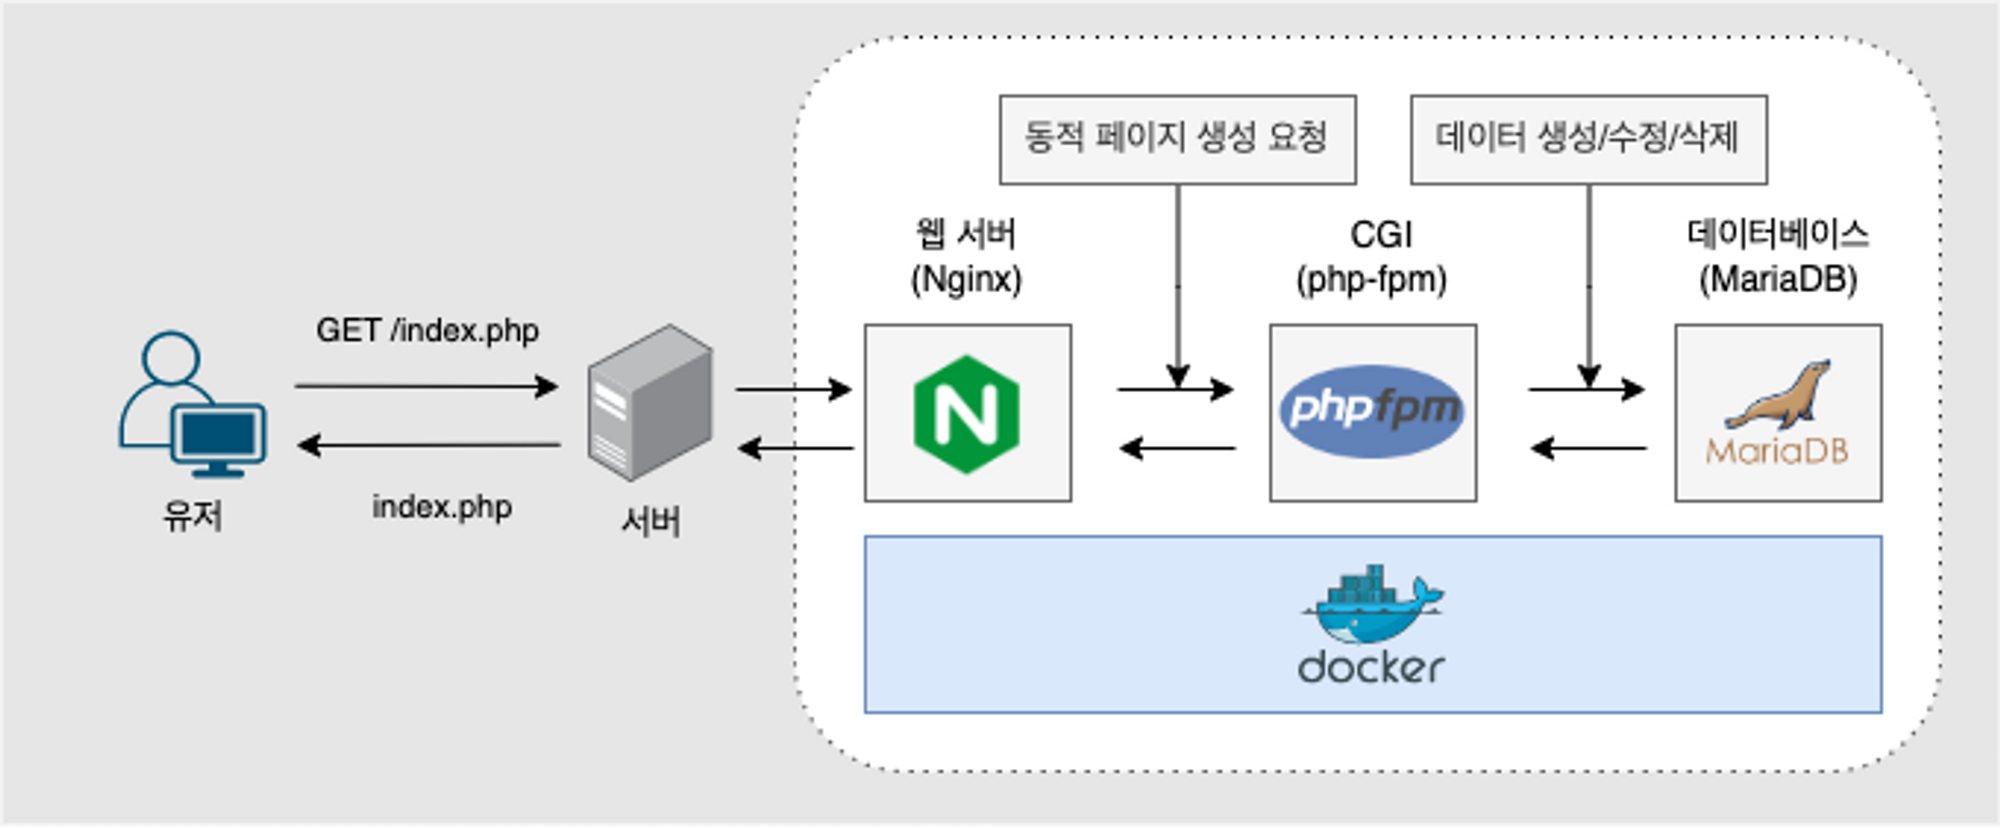 동적 페이지 생성 요청
데이터 생성/수정/삭제
웹 서버
(Nginx)
CGI
(php-fpm)
데이터베이스
(MariaDB)
GET /index.php
index.php
유저
서버
N
phpfpm
MariaDB
docker